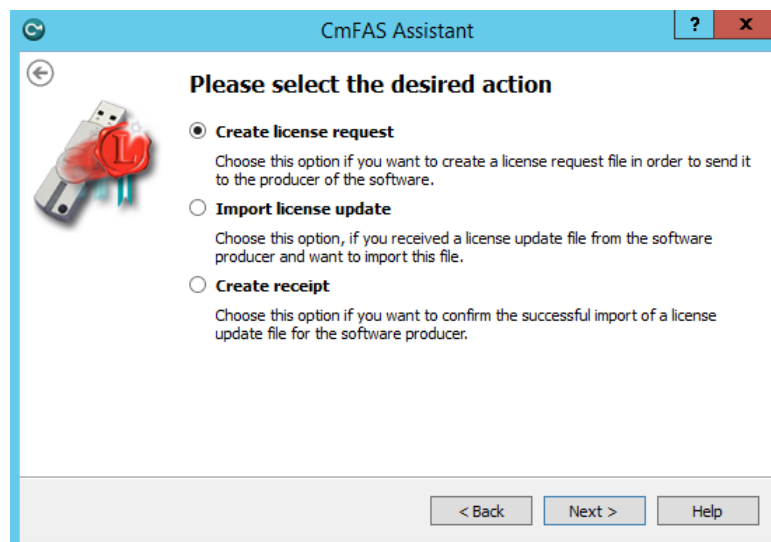 CmFAS Assistant
?
x
Please select the desired action
Create license request
Choose this option if you want to create a license request file in order to send it
to the producer of the software.
Import license update
Choose this option, if you received a license update file from the software
producer and want to import this file.
Create receipt
Choose this option if you want to confirm the successful import of a license
update file for the software producer.
L
< Back
Next >
Help